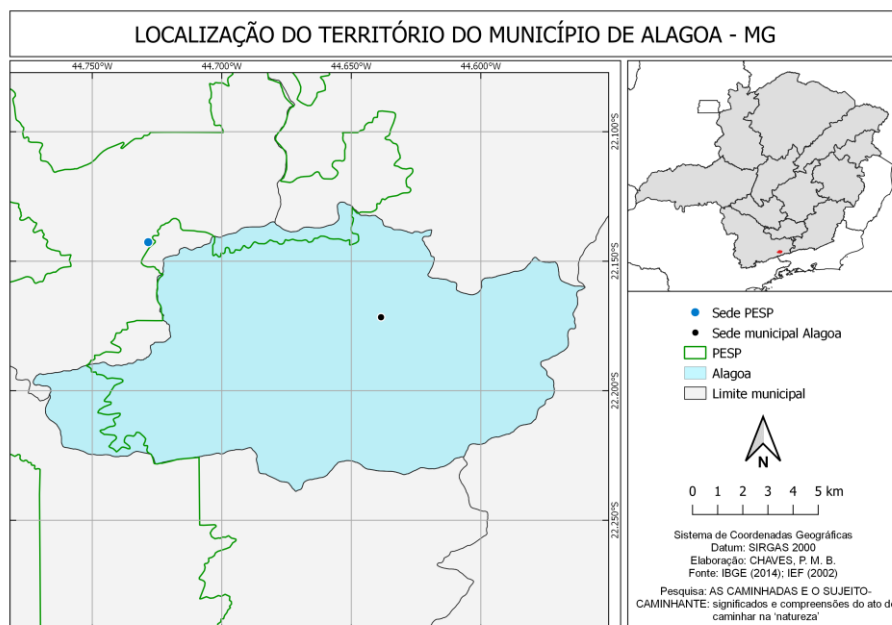 LOCALIZAÇÃO DO TERRITÓRIO DO MUNICÍPIO DE ALAGOA - MG
44.750°W 44.700°W 44.650°W 44.600°W
22.100°S
22.150°S
22.200°S
22.250°S
Sede PESP
Sede municipal Alagoa
PESP
Alagoa
Limite municipal
N
0 1 2 3 4 5 km
Sistema de Coordenadas Geográficas
Datum: SIRGAS 2000
Elaboração: CHAVES, P. M. B.
Fonte: IBGE (2014); IEF (2002)
Pesquisa: AS CAMINHADAS E O SUJEITO-
CAMINHANTE: significados e compreensões do ato de
caminhar na 'natureza'